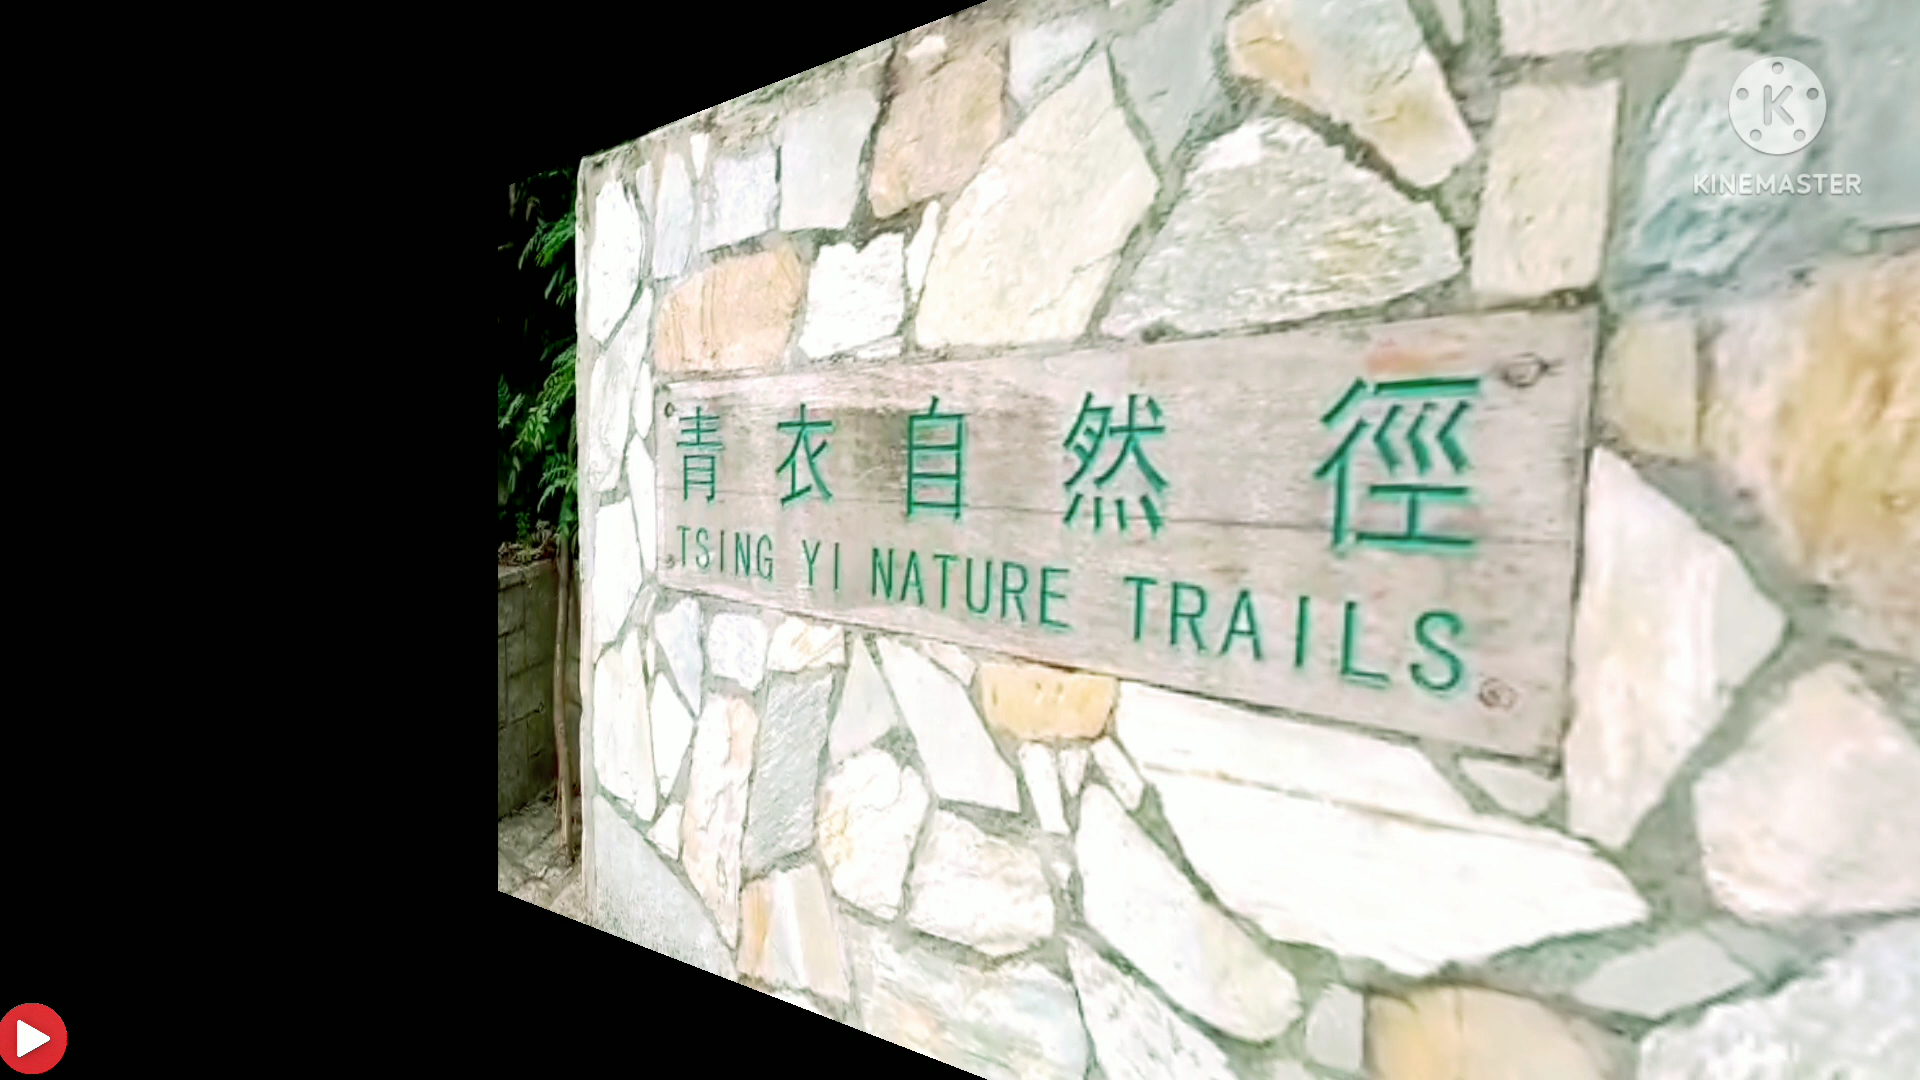 青衣自然徑
TSING YI NATURE TRAILS
K
KINEMASTER